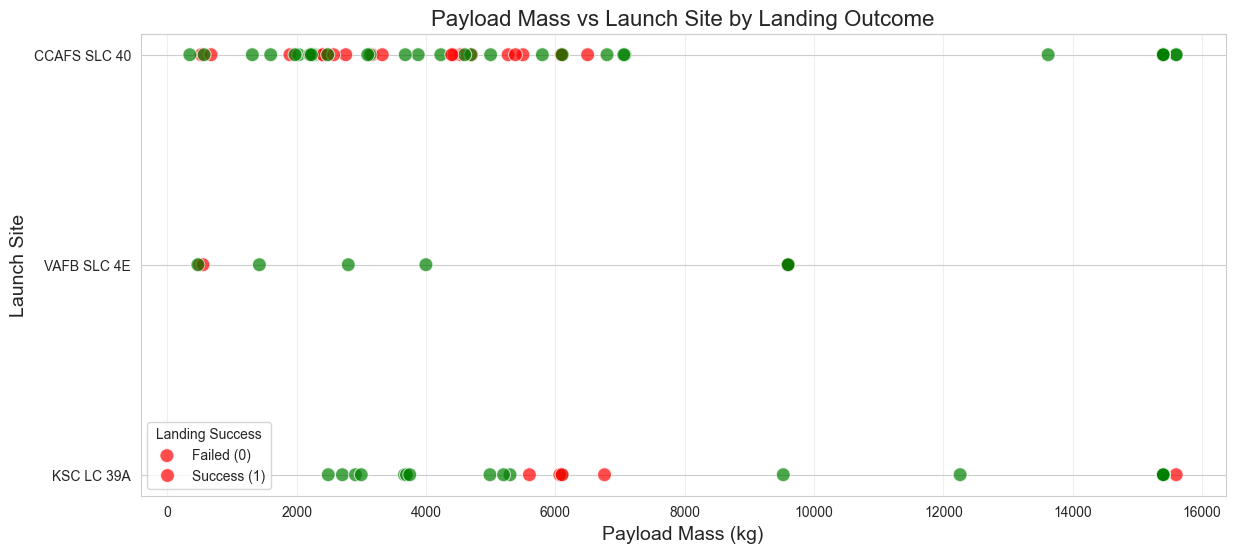 Payload Mass vs Launch Site by Landing Outcome
Launch Site
CCAFS SLC 40
VAFB SLC 4E
KSC LC 39A
Landing Success
Failed (0)
Success (1)
0 2000 4000 6000 8000 10000 12000 14000 16000
Payload Mass (kg)